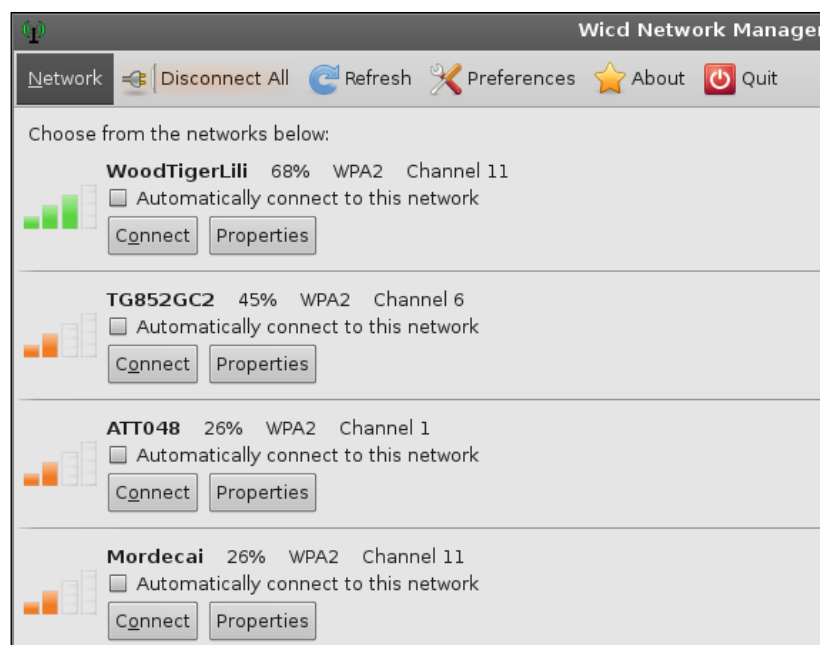 Wicd Network Manager
Network Disconnect All Refresh Preferences About Quit
Choose from the networks below:
WoodTigerLili 68% WPA2 Channel 11
Automatically connect to this network
Connect Properties
TG852GC2 45% WPA2 Channel 6
Automatically connect to this network
Connect Properties
ATT048 26% WPA2 Channel 1
Automatically connect to this network
Connect Properties
Mordecai 26% WPA2 Channel 11
Automatically connect to this network
Connect Properties